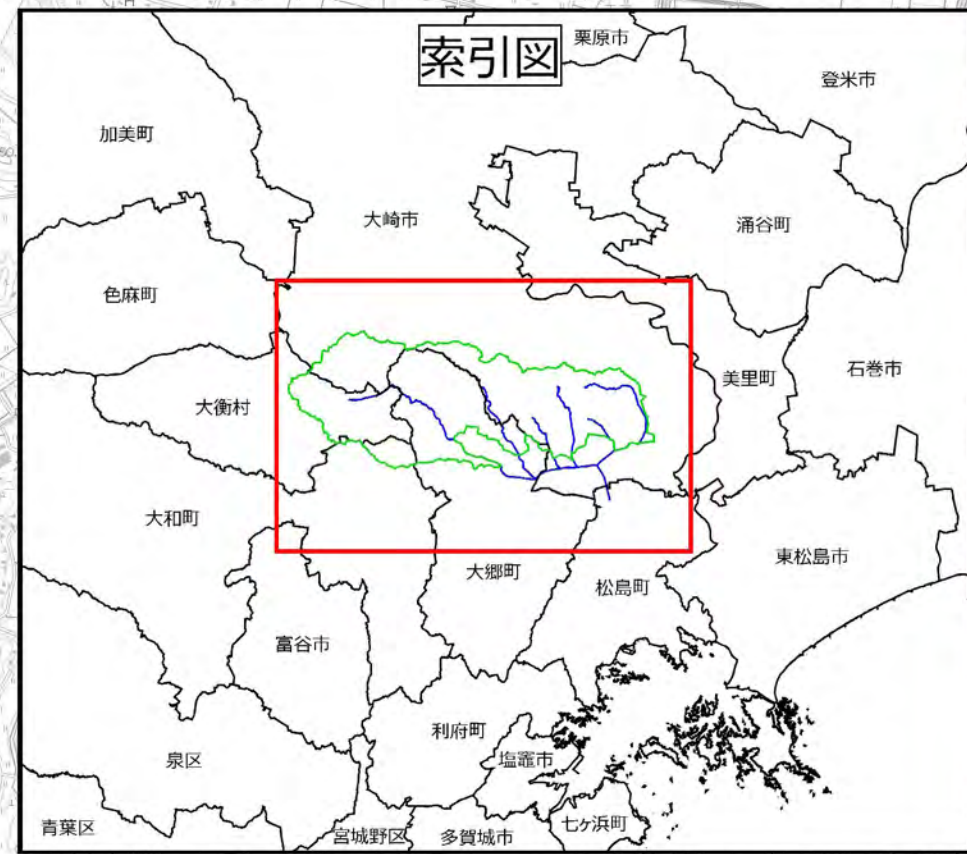 索引図
栗原市
登米市
加美町
大崎市
涌谷町
色麻町
美里町
石巻市
大衡村
大和町
大郷町
松島町
東松島市
富谷市
利府町
塩竈市
泉区
青葉区
宮城野区
多賀城市
七ヶ浜町